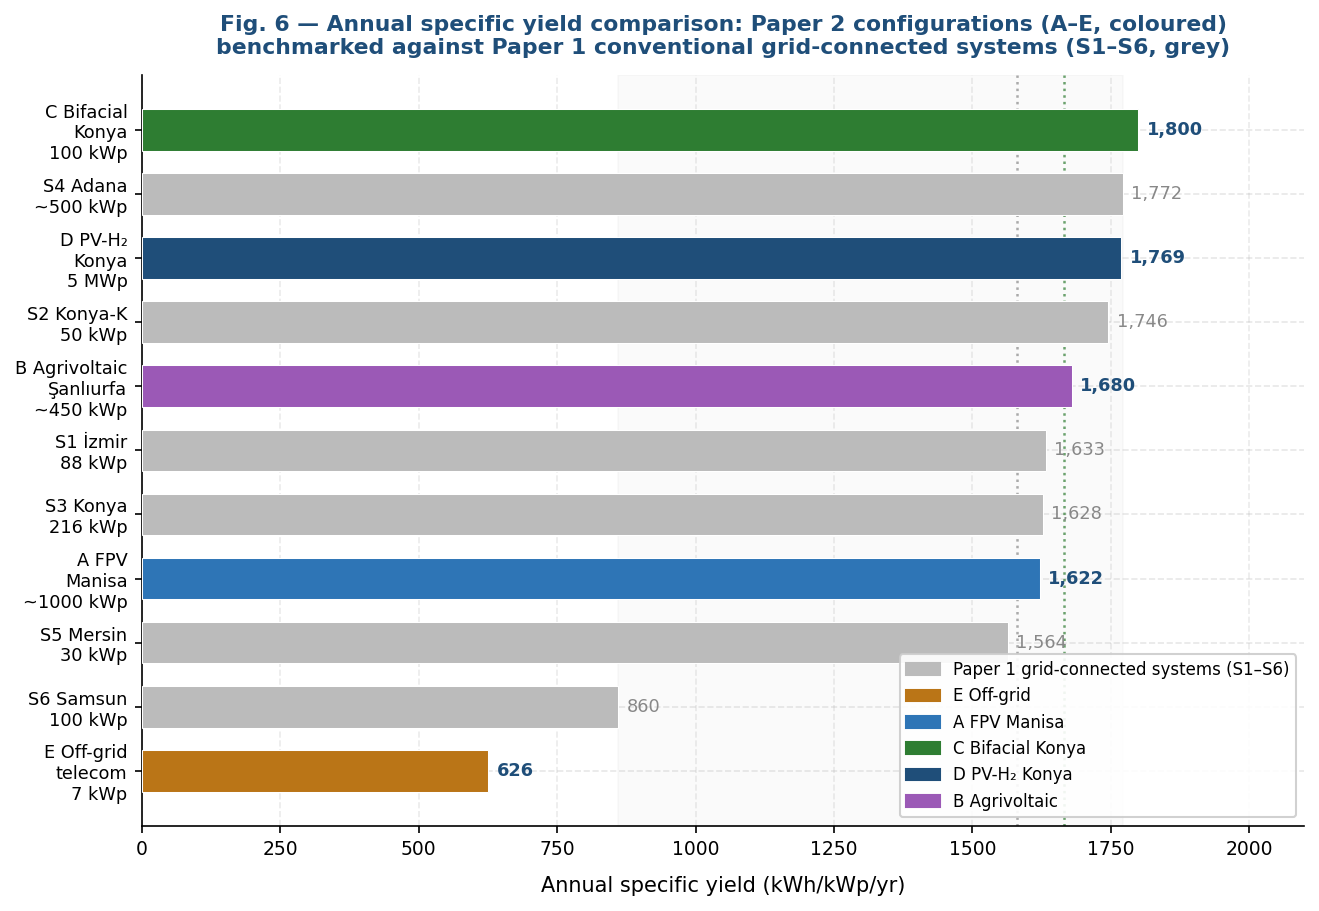 Fig. 6 — Annual specific yield comparison: Paper 2 configurations (A–E, coloured)
benchmarked against Paper 1 conventional grid-connected systems (S1–S6, grey)
C Bifacial
Konya
100 kWp
1,800
S4 Adana
~500 kWp
1,772
D PV-H₂
Konya
5 MWp
1,769
S2 Konya-K
50 kWp
1,746
B Agrivoltaic
Şanlıurfa
~450 kWp
1,680
S1 İzmir
88 kWp
1,633
S3 Konya
216 kWp
1,628
A FPV
Manisa
~1000 kWp
1,622
S5 Mersin
30 kWp
1,564
S6 Samsun
100 kWp
860
E Off-grid
telecom
7 kWp
626
Paper 1 grid-connected systems (S1–S6)
E Off-grid
A FPV Manisa
C Bifacial Konya
D PV-H₂ Konya
B Agrivoltaic
0 250 500 750 1000 1250 1500 1750 2000
Annual specific yield (kWh/kWp/yr)